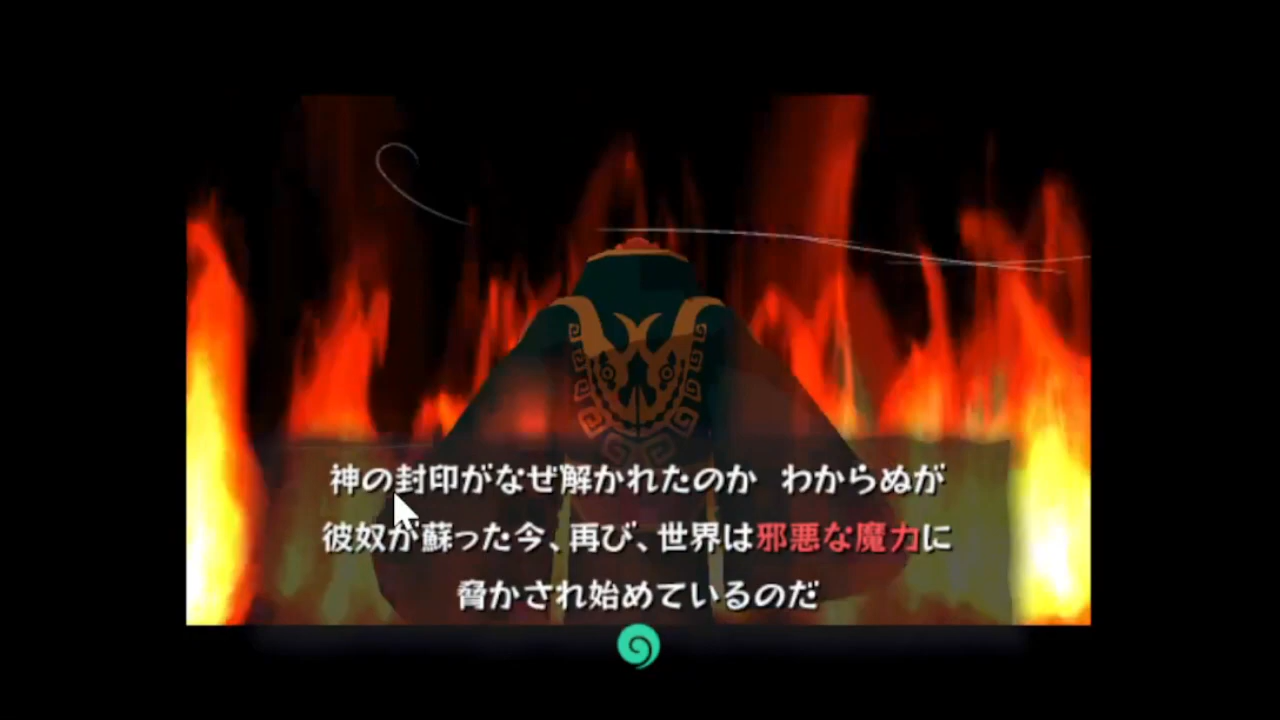 神の封印がなぜ解かれたのか　わからぬが
彼奴が蘇った今、再び、世界は邪悪な魔力に
脅かされ始めているのだ